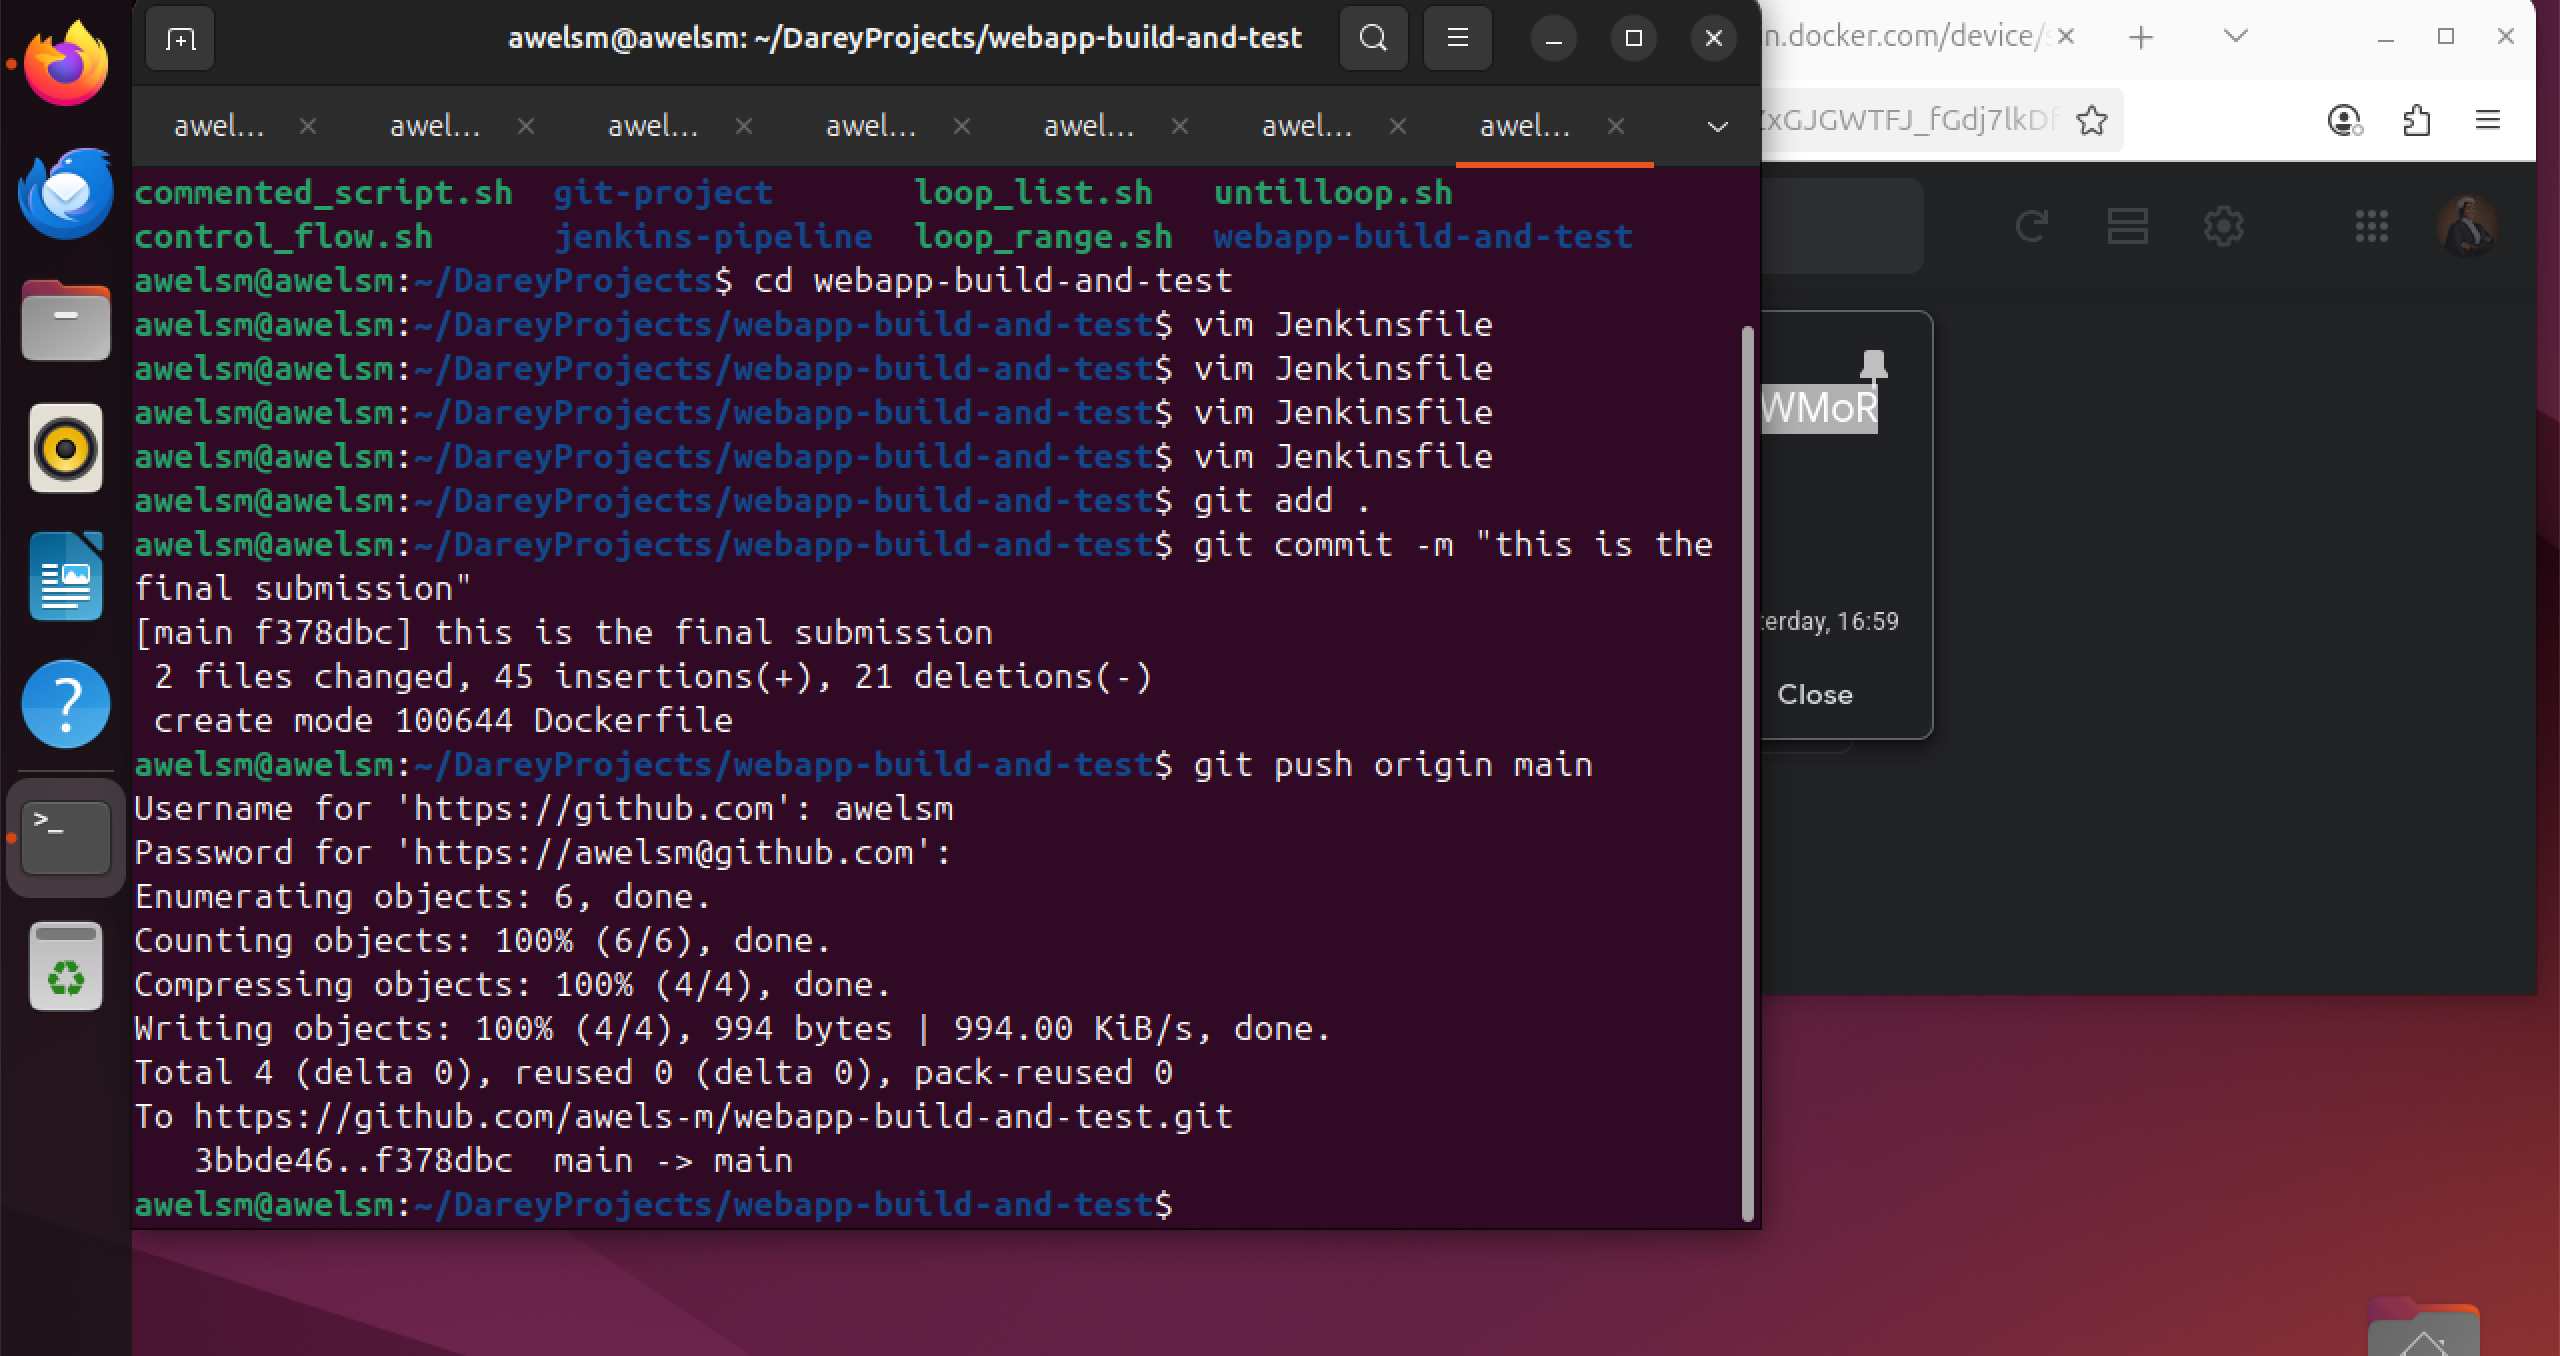 awelsm@awelsm: ~/DareyProjects/webapp-build-and-test
awel... awel... awel... awel... awel... awel... awel...
commented_script.sh git-project loop_list.sh untilloop.sh
control_flow.sh jenkins-pipeline loop_range.sh webapp-build-and-test
awelsm@awelsm:~/DareyProjects$ cd webapp-build-and-test
awelsm@awelsm:~/DareyProjects/webapp-build-and-test$ vim Jenkinsfile
awelsm@awelsm:~/DareyProjects/webapp-build-and-test$ vim Jenkinsfile
awelsm@awelsm:~/DareyProjects/webapp-build-and-test$ vim Jenkinsfile
awelsm@awelsm:~/DareyProjects/webapp-build-and-test$ vim Jenkinsfile
awelsm@awelsm:~/DareyProjects/webapp-build-and-test$ git add .
awelsm@awelsm:~/DareyProjects/webapp-build-and-test$ git commit -m "this is the
final submission"
[main f378dbc] this is the final submission
2 files changed, 45 insertions(+), 21 deletions(-)
create mode 100644 Dockerfile
awelsm@awelsm:~/DareyProjects/webapp-build-and-test$ git push origin main
Username for 'https://github.com': awelsm
Password for 'https://awelsm@github.com':
Enumerating objects: 6, done.
Counting objects: 100% (6/6), done.
Compressing objects: 100% (4/4), done.
Writing objects: 100% (4/4), 994 bytes | 994.00 KiB/s, done.
Total 4 (delta 0), reused 0 (delta 0), pack-reused 0
To https://github.com/awels-m/webapp-build-and-test.git
3bbde46..f378dbc main -> main
awelsm@awelsm:~/DareyProjects/webapp-build-and-test$
n.docker.com/device/
xGJGWTFJ_fGdj7lkDf
WMoR
terday, 16:59
Close